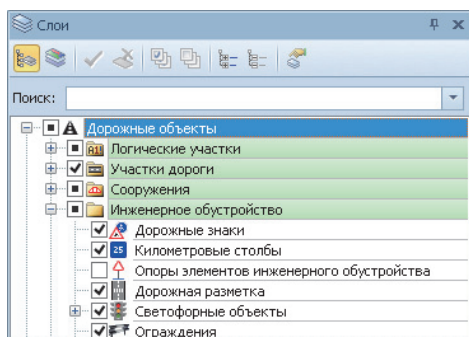 Слои
Поиск:
Дорожные объекты
Логические участки
Участки дороги
Сооружения
Инженерное обустройство
Дорожные знаки
25 Километровые столбы
Опоры элементов инженерного обустройства
Дорожная разметка
Светофорные объекты
Ограждения